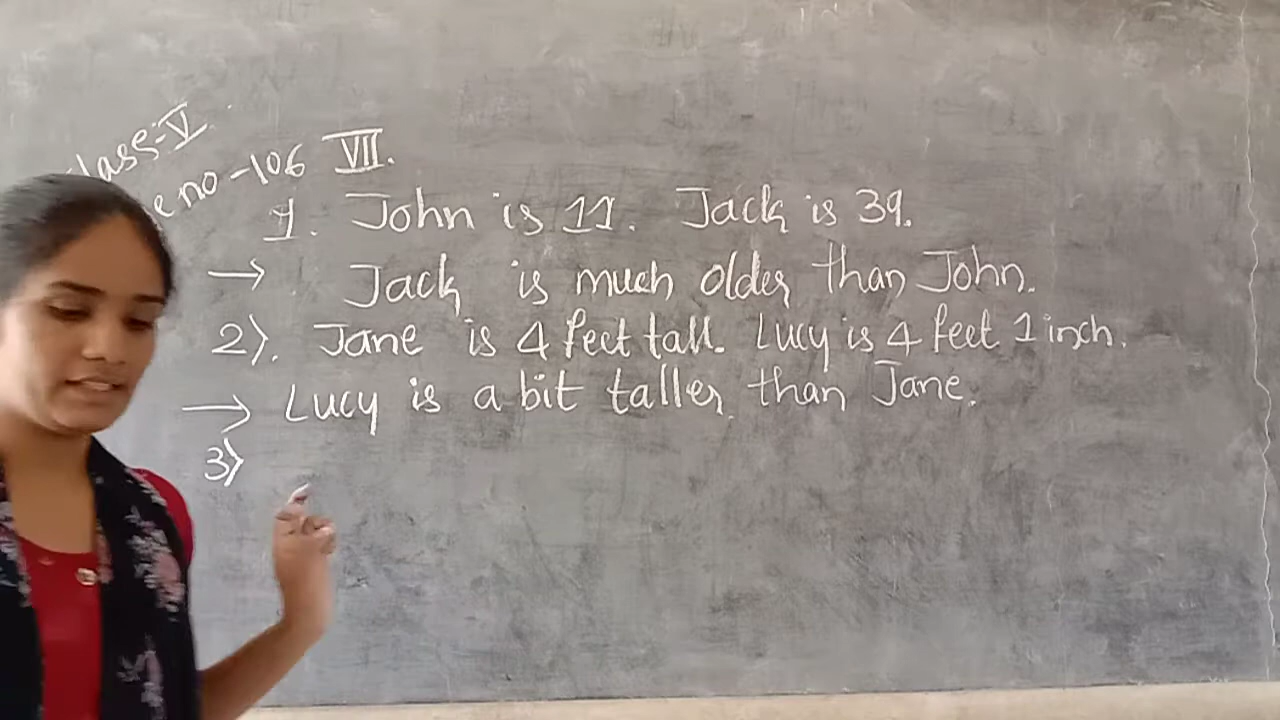 Class-V
no-106 VII.
1. John is 11. Jack is 39.
→ Jack is much older than John.
2). Jane is 4 feet tall. Lucy is 4 feet 1 inch.
→ Lucy is a bit taller than Jane.
3)